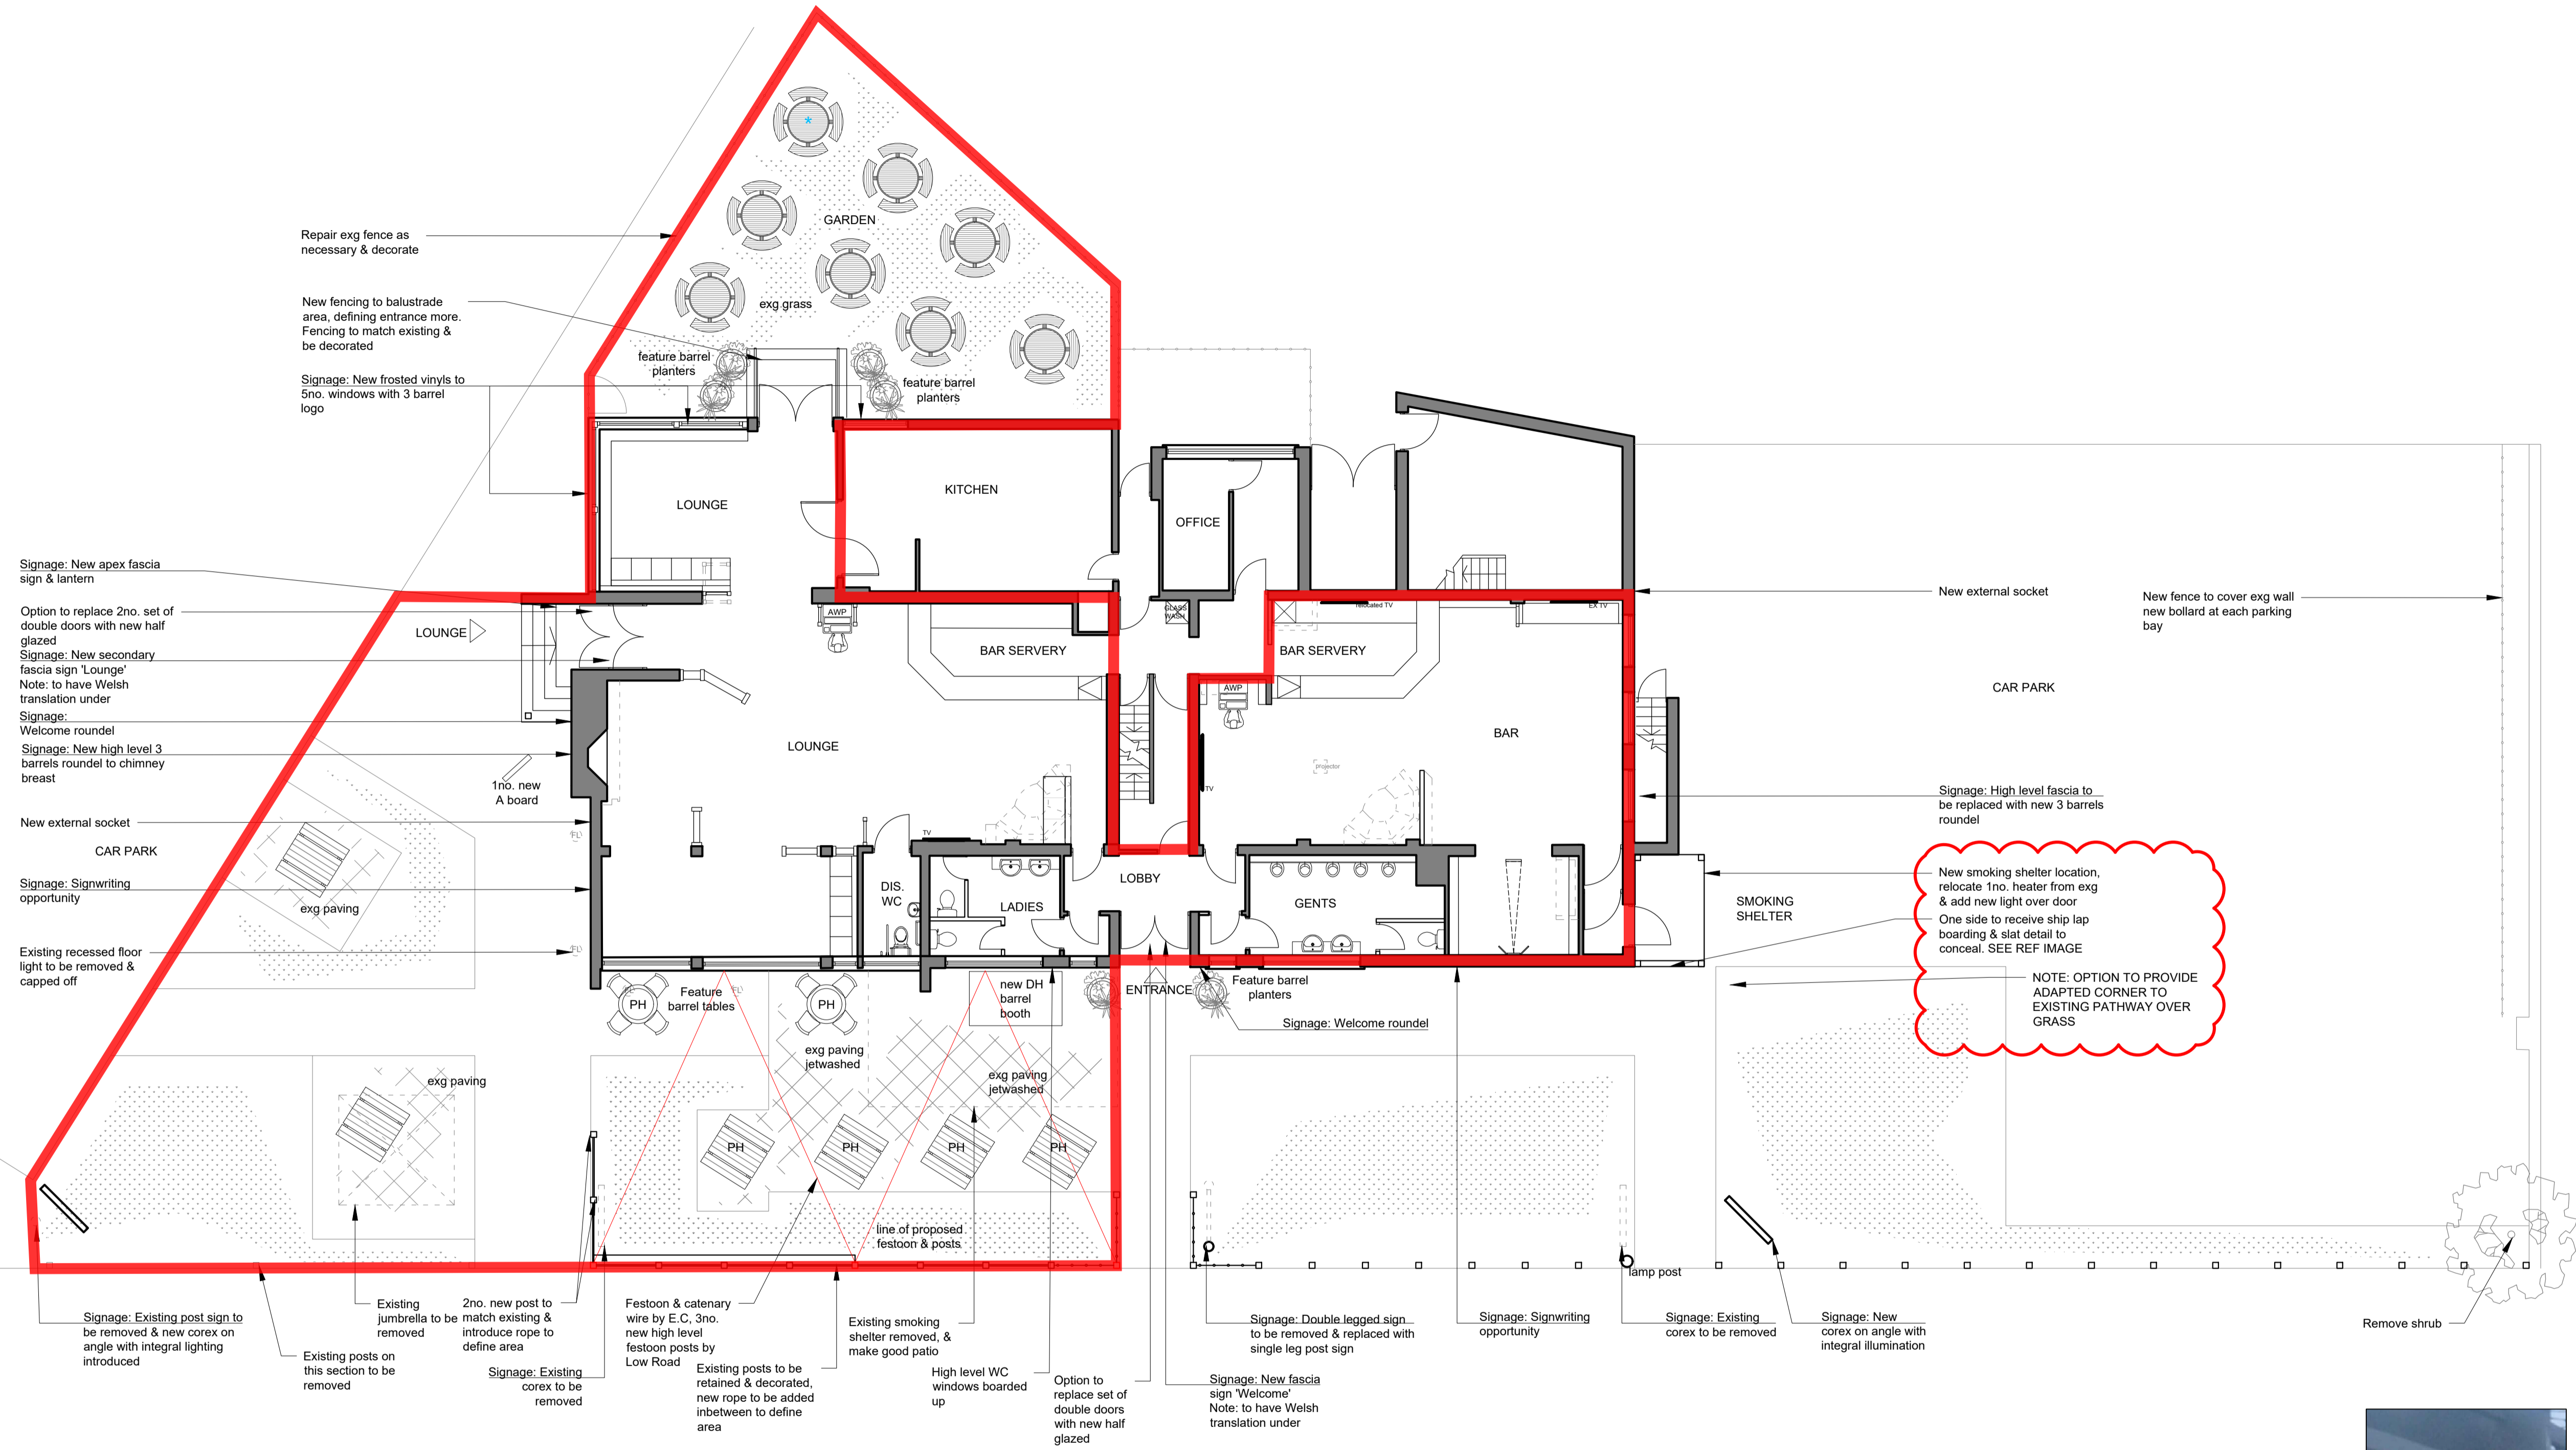 GARDEN
exg grass
Repair exg fence as
necessary & decorate
New fencing to balustrade
area, defining entrance more.
Fencing to match existing &
be decorated
Signage: New frosted vinyls to
5no. windows with 3 barrel
logo
feature barrel
planters
feature barrel
planters
LOUNGE
KITCHEN
OFFICE
GLASS
WASH
Signage: New apex fascia
sign & lantern
Option to replace 2no. set of
double doors with new half
glazed
Signage: New secondary
fascia sign 'Lounge'
Note: to have Welsh
translation under
Signage:
Welcome roundel
Signage: New high level 3
barrels roundel to chimney
breast
New external socket
CAR PARK
Signage: Signwriting
opportunity
Existing recessed floor
light to be removed &
capped off
LOUNGE
1no. new
A board
FL
FL
exg paving
AWP
BAR SERVERY
LOUNGE
TV
DIS.
WC
LADIES
LOBBY
GENTS
relocated TV
EX TV
BAR SERVERY
AWP
BAR
projector
TV
New external socket
New fence to cover exg wall
new bollard at each parking
bay
CAR PARK
Signage: High level fascia to
be replaced with new 3 barrels
roundel
SMOKING
SHELTER
New smoking shelter location,
relocate 1no. heater from exg
& add new light over door
One side to receive ship lap
boarding & slat detail to
conceal. SEE REF IMAGE
NOTE: OPTION TO PROVIDE
ADAPTED CORNER TO
EXISTING PATHWAY OVER
GRASS
PH
Feature
barrel tables
FL
PH
new DH
barrel
booth
ENTRANCE
Feature barrel
planters
Signage: Welcome roundel
exg paving
jetwashed
exg paving
jetwashed
exg paving
PH
PH
PH
PH
line of proposed
festoon & posts
lamp post
Signage: Existing post sign to
be removed & new corex on
angle with integral lighting
introduced
Existing posts on
this section to be
removed
Existing
jumbrella to be
removed
2no. new post to
match existing &
introduce rope to
define area
Signage: Existing
corex to be
removed
Festoon & catenary
wire by E.C, 3no.
new high level
festoon posts by
Low Road
Existing posts to be
retained & decorated,
new rope to be added
inbetween to define
area
Existing smoking
shelter removed, &
make good patio
High level WC
windows boarded
up
Option to
replace set of
double doors
with new half
glazed
Signage: Double legged sign
to be removed & replaced with
single leg post sign
Signage: New fascia
sign 'Welcome'
Note: to have Welsh
translation under
Signage: Signwriting
opportunity
Signage: Existing
corex to be removed
Signage: New
corex on angle with
integral illumination
Remove shrub